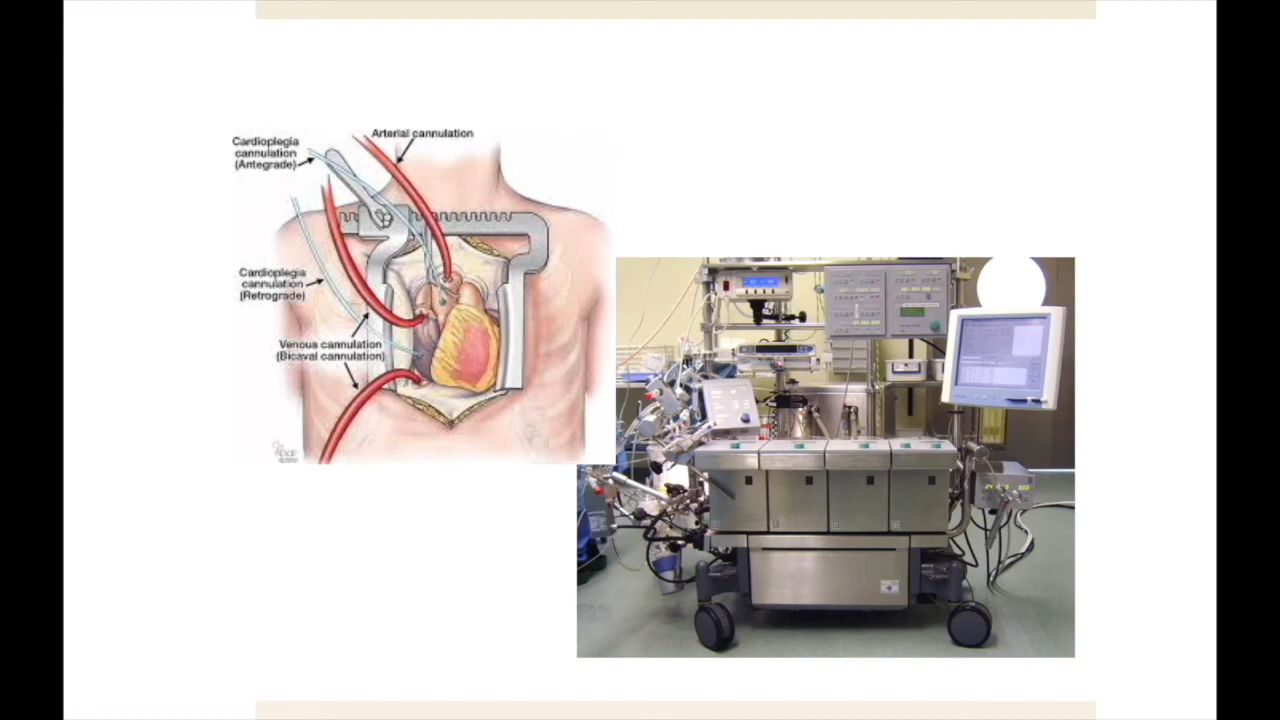 Arterial cannulation
Cardioplegia
cannulation
(Antegrade)
Cardioplegia
cannulation
(Retrograde)
Venous cannulation
(Bicaval cannulation)